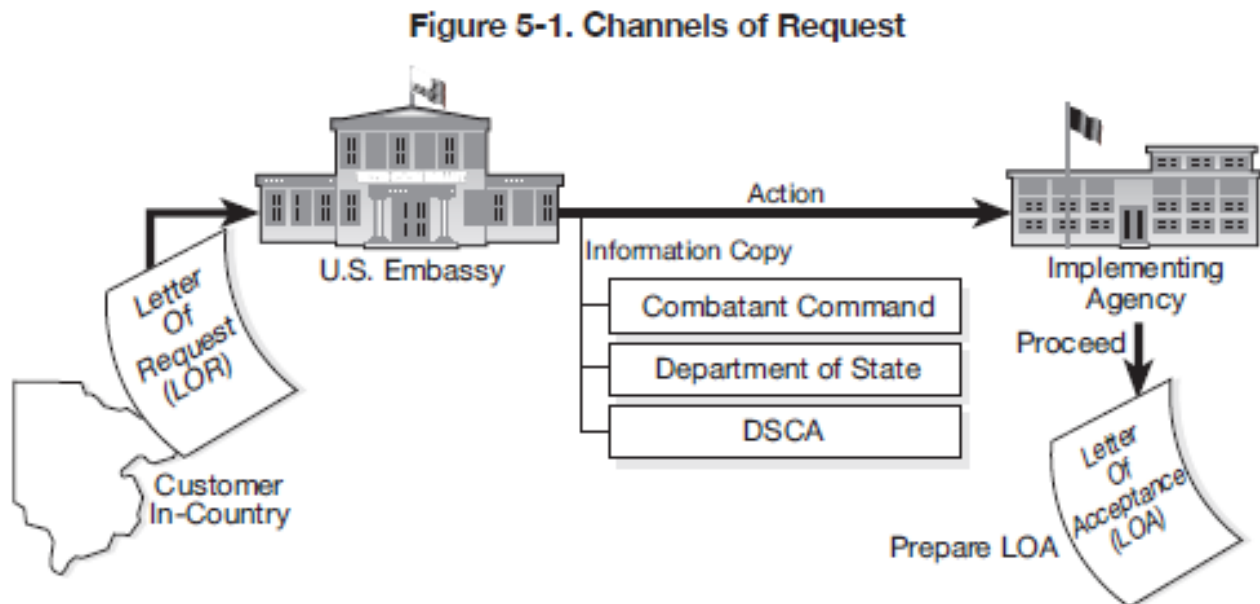 Figure 5-1. Channels of Request
Action
Information Copy
U.S. Embassy
Combatant Command
Department of State
DSCA
Implementing
Agency
Proceed
Letter
Of
Request
(LOR)
Customer
In-Country
Letter
Of
Acceptance
(LOA)
Prepare LOA